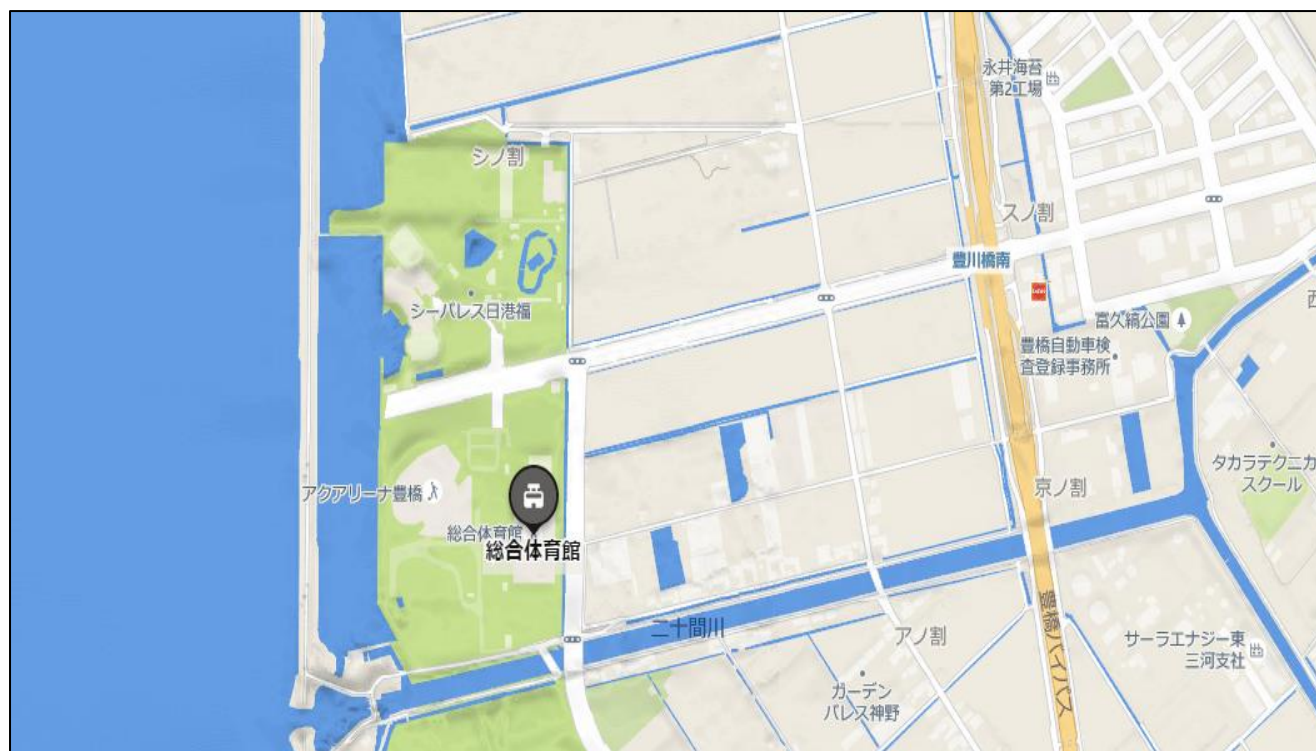 永井海苔
第2工場
シノ割
スノ割
豊川橋南
シーパレス日港福
富久縞公園
豊橋自動車検
査登録事務所
西
タカラテクニカ
スクール
アクアリーナ豊橋
京ノ割
総合体育館
総合体育館
二十間川
アノ割
豊橋バイパス
サーラエナジー東
三河支社
ガーデン
パレス神野